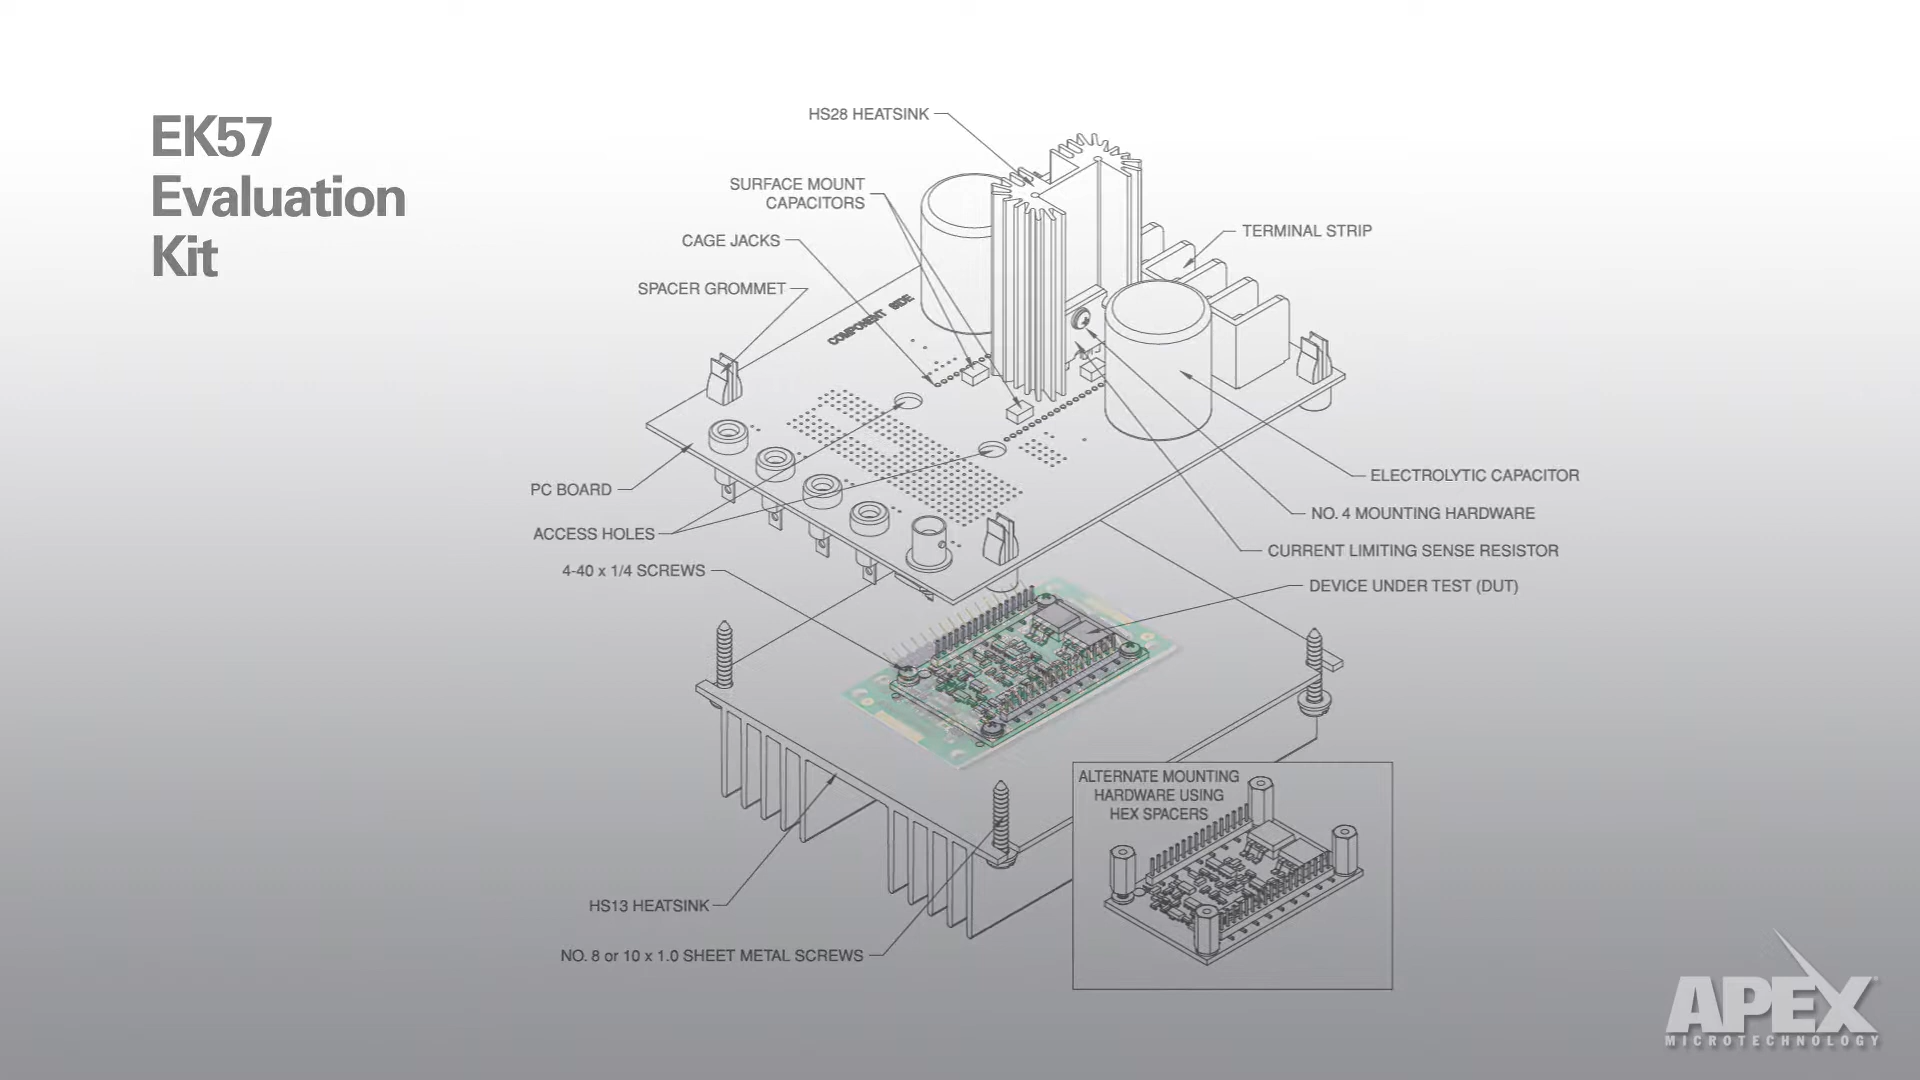 EK57
Evaluation
Kit
HS28 HEATSINK
SURFACE MOUNT
CAPACITORS
CAGE JACKS
SPACER GROMMET
COMPONENT SIDE
TERMINAL STRIP
PC BOARD
ACCESS HOLES
4-40 x 1/4 SCREWS
ELECTROLYTIC CAPACITOR
NO. 4 MOUNTING HARDWARE
CURRENT LIMITING SENSE RESISTOR
DEVICE UNDER TEST (DUT)
ALTERNATE MOUNTING
HARDWARE USING
HEX SPACERS
HS13 HEATSINK
NO. 8 or 10 x 1.0 SHEET METAL SCREWS
APEX
MICROTECHNOLOGY